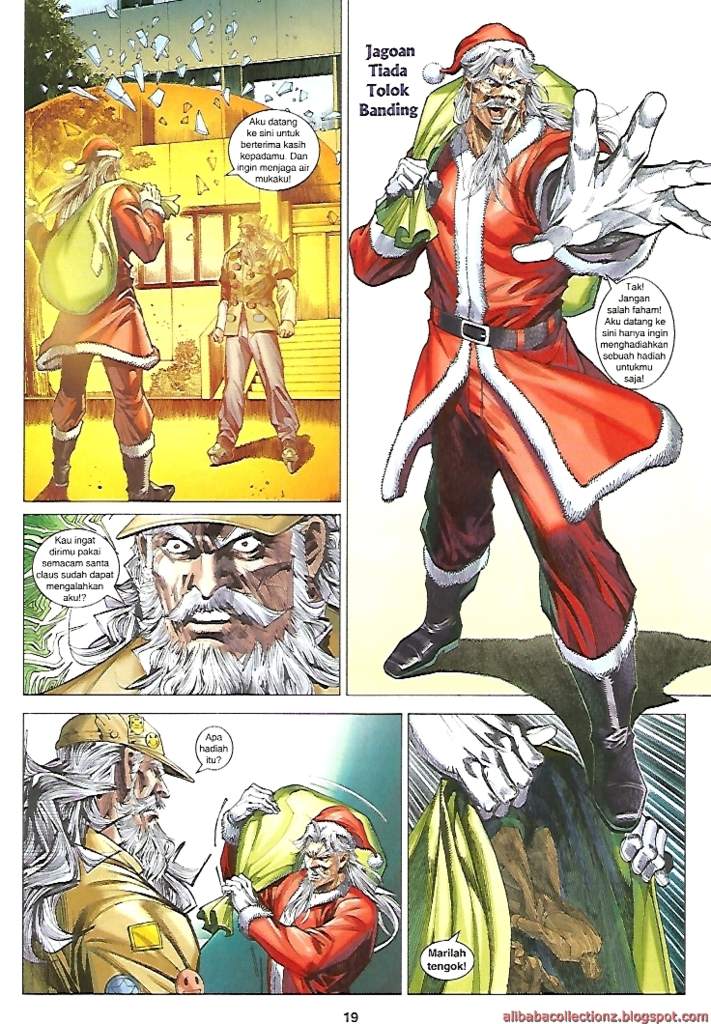 Aku datang
ke sini untuk
berterima kasih
kepadamu. Dan
ingin menjaga air
mukaku!
Jagoan
Tiada
Tolok
Banding
Tak!
Jangan
salah faham!
Aku datang ke
sini hanya ingin
menghadiahkan
sebuah hadiah
untukmu
saja!
Kau ingat
dirimu pakai
semacam santa
claus sudah dapat
mengalahkan
aku!?
Apa
hadiah
itu?
Marilah
tengok!
19
alibabacollectionz.blogspot.com